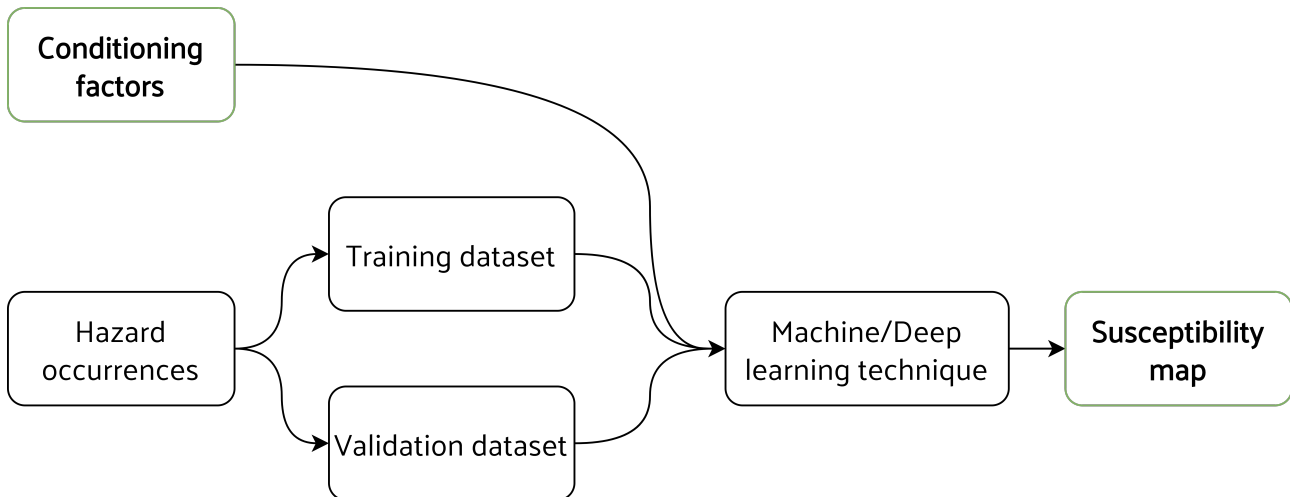 Conditioning
factors
Training dataset
Hazard
occurrences
Validation dataset
Machine/Deep
learning technique
Susceptibility
map